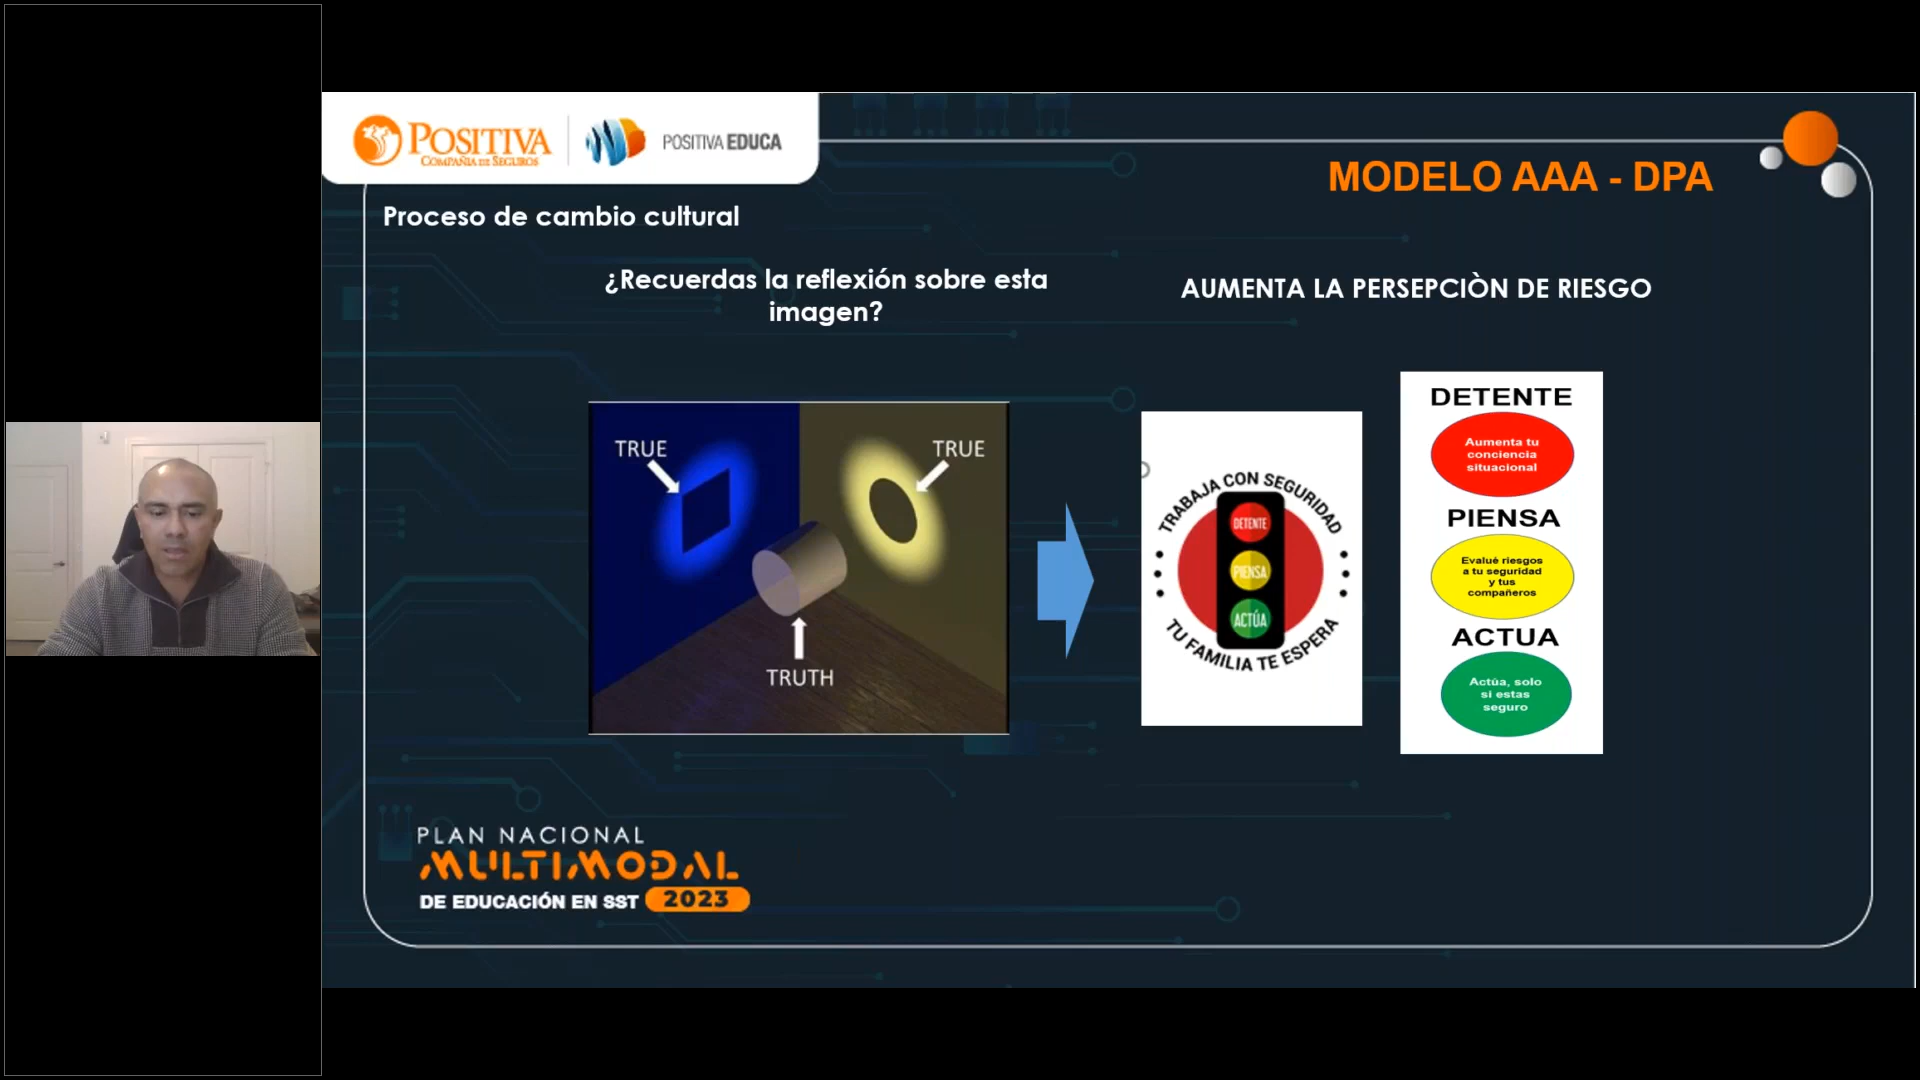 POSITIVA
COMPAÑIA DE SEGUROS
POSITIVA EDUCA
MODELO AAA - DPA
Proceso de cambio cultural
¿Recuerdas la reflexión sobre esta
imagen?
AUMENTA LA PERSEPCIÒN DE RIESGO
TRUE
TRUE
TRUTH
TRABAJA CON SEGURIDAD
DETENTE
PIENSA
ACTÚA
TU FAMILIA TE ESPERA
DETENTE
Aumenta tu
conciencia
situacional
PIENSA
Evalué riesgos
a tu seguridad
y tus
compañeros
ACTUA
Actúa, solo
si estas
seguro
PLAN NACIONAL
MULTIMODAL
DE EDUCACIÓN EN SST 2023